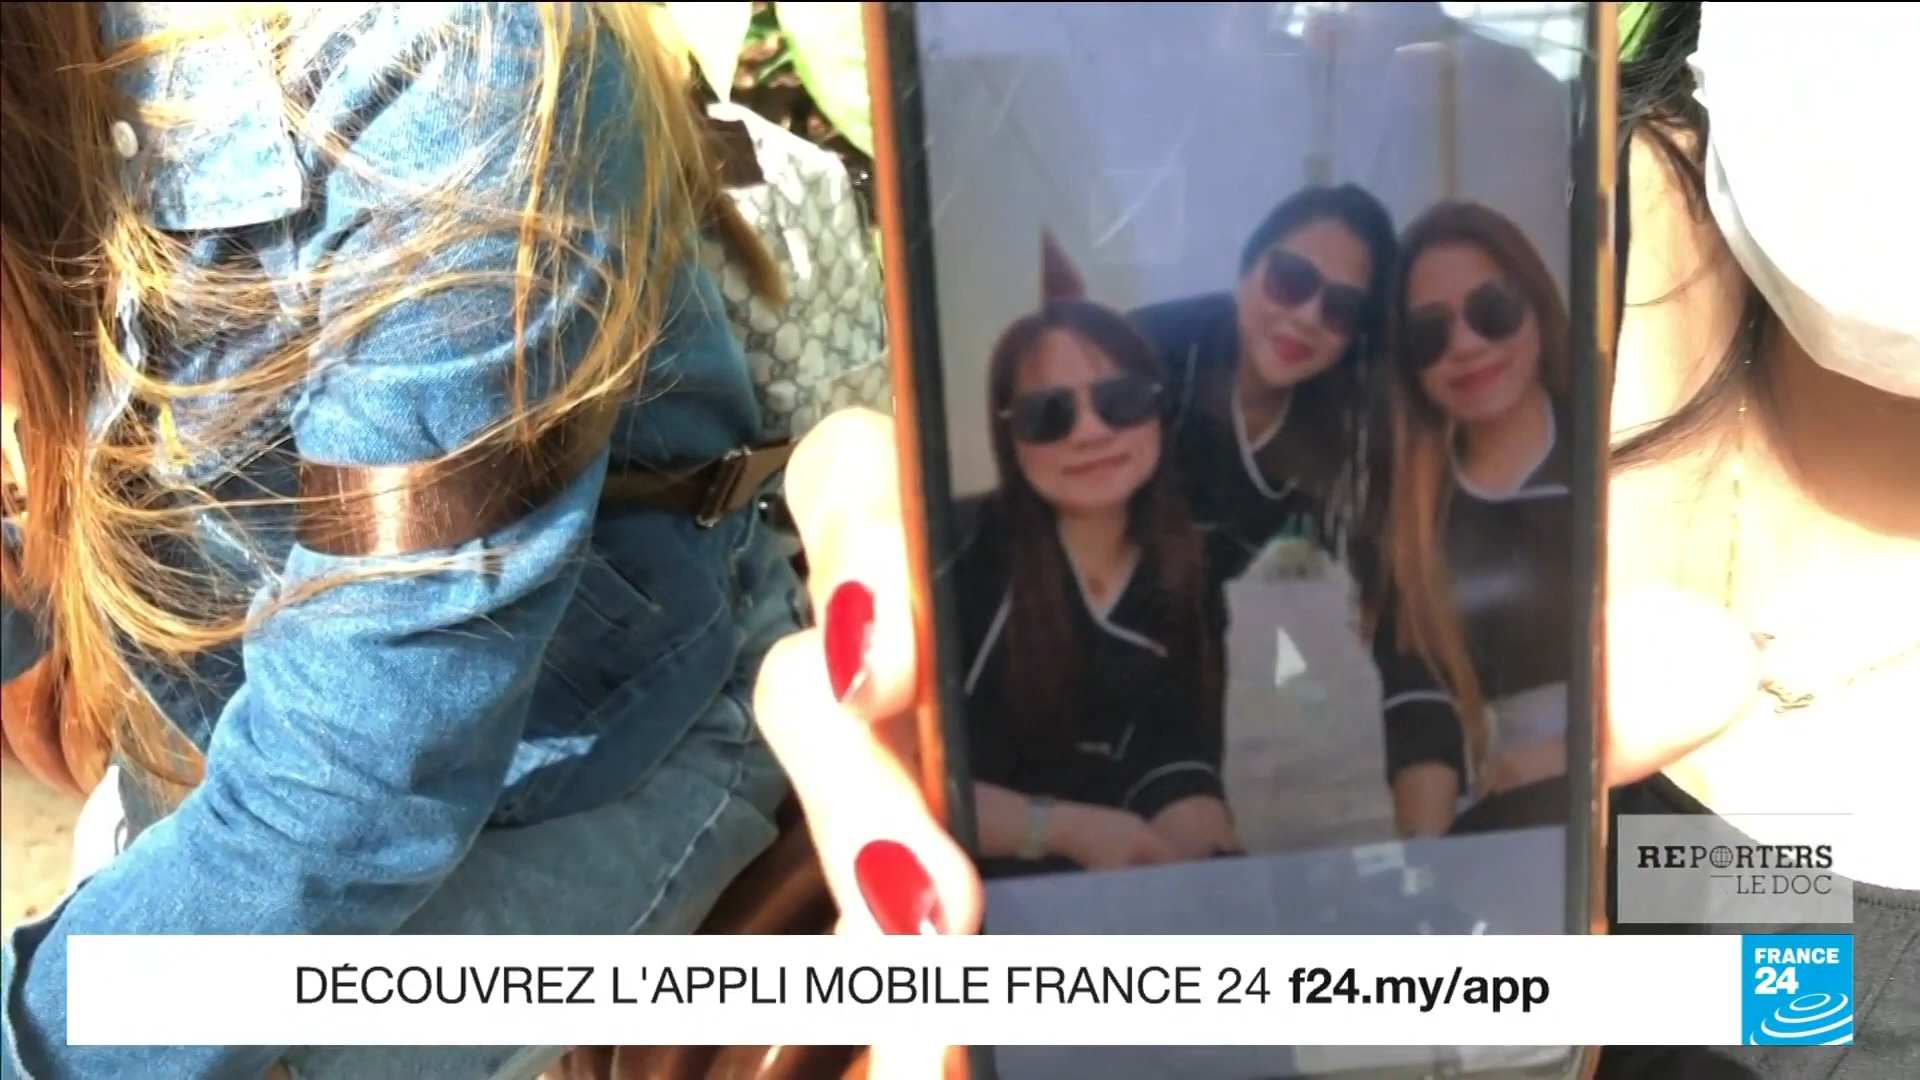 REPORTERS
LE DOC
DÉCOUVREZ L'APPLI MOBILE FRANCE 24 f24.my/app
FRANCE
24